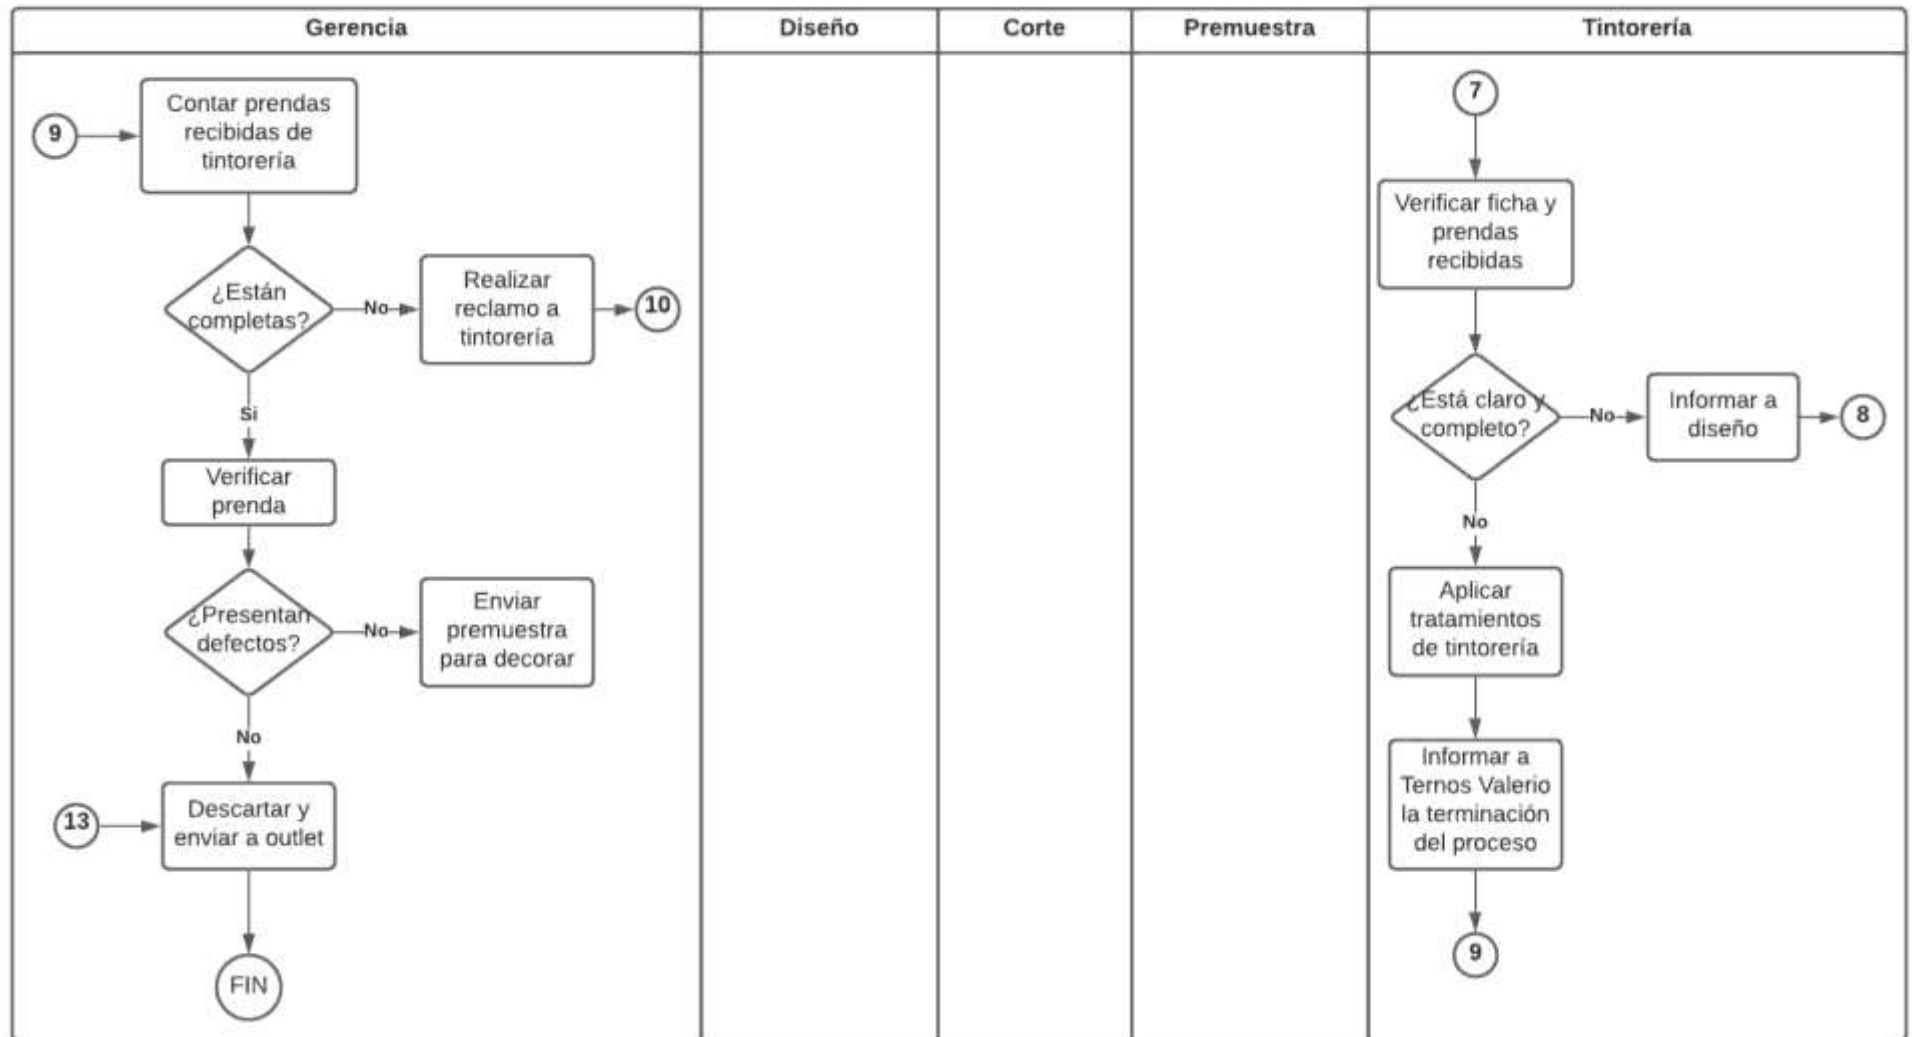 Gerencia
Diseño
Corte
Premuestra
Tintorería
9
Contar prendas
recibidas de
tintorería
¿Están
completas?
No
Realizar
reclamo a
tintorería
10
Si
Verificar
prenda
¿Presentan
defectos?
No
Enviar
premuestra
para decorar
No
13
Descartar y
enviar a outlet
FIN
7
Verificar ficha y
prendas
recibidas
¿Está claro y
completo?
No
Informar a
diseño
8
No
Aplicar
tratamientos
de tintorería
Informar a
Ternos Valerio
la terminación
del proceso
9